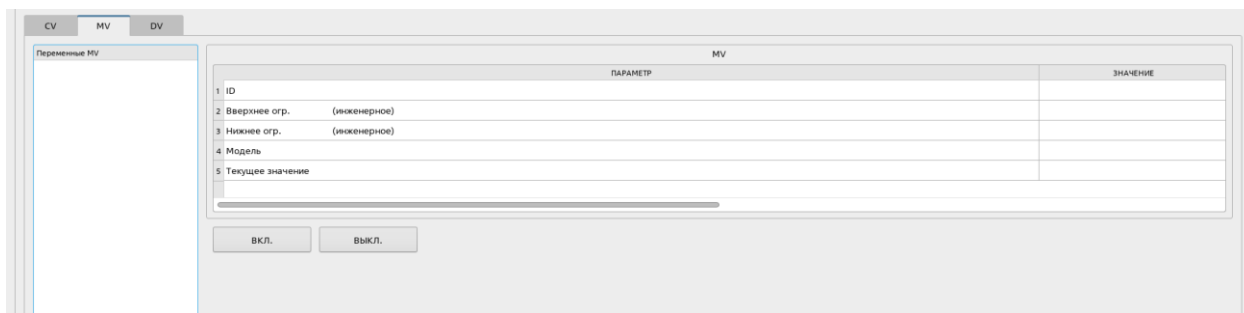 CV MV DV
Переменные MV
MV
ПАРАМЕТР ЗНАЧЕНИЕ
1 ID
2 Вверхнее огр. (инженерное)
3 Нижнее огр. (инженерное)
4 Модель
5 Текущее значение
ВКЛ. ВЫКЛ.